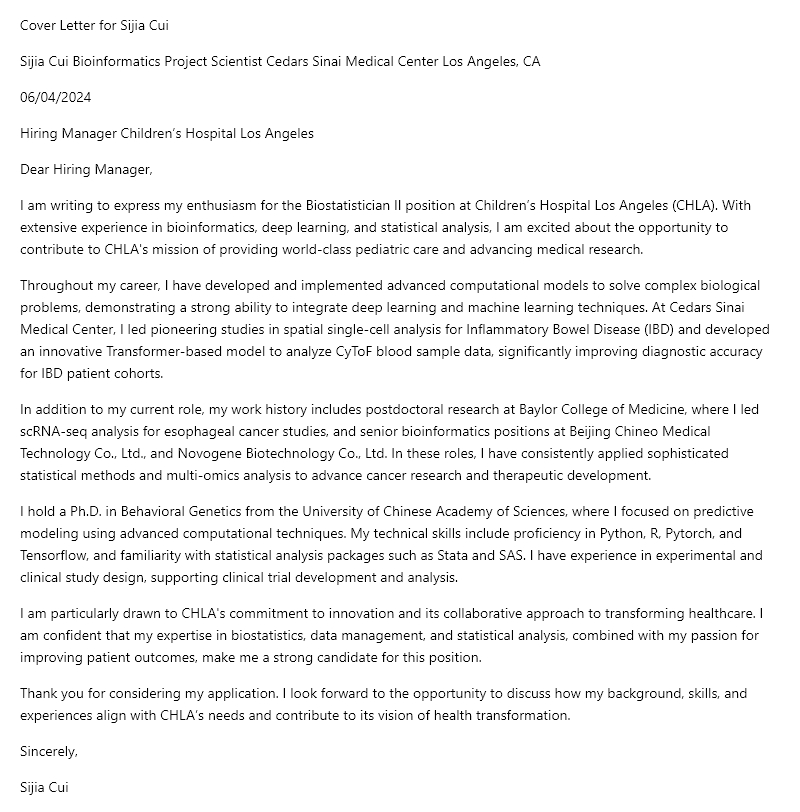 Cover Letter for Sijia Cui
Sijia Cui Bioinformatics Project Scientist Cedars Sinai Medical Center Los Angeles, CA
06/04/2024
Hiring Manager Children's Hospital Los Angeles
Dear Hiring Manager,
I am writing to express my enthusiasm for the Biostatistician II position at Children's Hospital Los Angeles (CHLA). With
extensive experience in bioinformatics, deep learning, and statistical analysis, I am excited about the opportunity to
contribute to CHLA's mission of providing world-class pediatric care and advancing medical research.
Throughout my career, I have developed and implemented advanced computational models to solve complex biological
problems, demonstrating a strong ability to integrate deep learning and machine learning techniques. At Cedars Sinai
Medical Center, I led pioneering studies in spatial single-cell analysis for Inflammatory Bowel Disease (IBD) and developed
an innovative Transformer-based model to analyze CyToF blood sample data, significantly improving diagnostic accuracy
for IBD patient cohorts.
In addition to my current role, my work history includes postdoctoral research at Baylor College of Medicine, where I led
scRNA-seq analysis for esophageal cancer studies, and senior bioinformatics positions at Beijing Chineo Medical
Technology Co., Ltd., and Novogene Biotechnology Co., Ltd. In these roles, I have consistently applied sophisticated
statistical methods and multi-omics analysis to advance cancer research and therapeutic development.
I hold a Ph.D. in Behavioral Genetics from the University of Chinese Academy of Sciences, where I focused on predictive
modeling using advanced computational techniques. My technical skills include proficiency in Python, R, Pytorch, and
Tensorflow, and familiarity with statistical analysis packages such as Stata and SAS. I have experience in experimental and
clinical study design, supporting clinical trial development and analysis.
I am particularly drawn to CHLA's commitment to innovation and its collaborative approach to transforming healthcare. I
am confident that my expertise in biostatistics, data management, and statistical analysis, combined with my passion for
improving patient outcomes, make me a strong candidate for this position.
Thank you for considering my application. I look forward to the opportunity to discuss how my background, skills, and
experiences align with CHLA's needs and contribute to its vision of health transformation.
Sincerely,
Sijia Cui